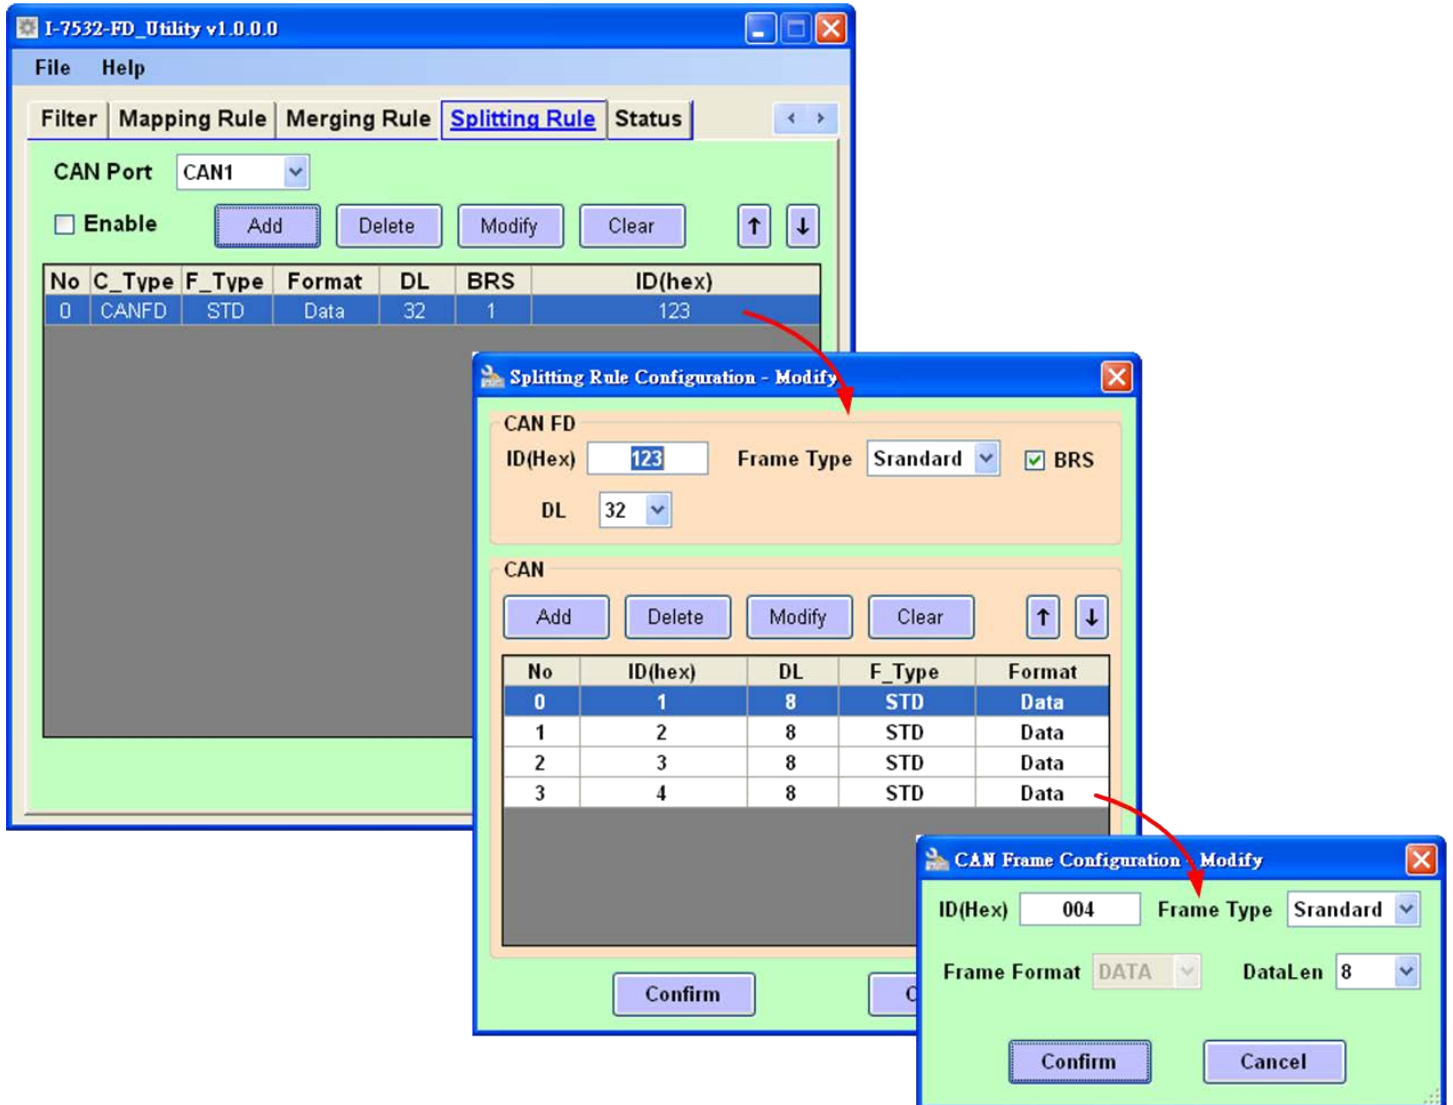 I-7532-FD_Utility v1.0.0.0
File Help
Filter Mapping Rule Merging Rule Splitting Rule Status
CAN Port CAN1
Enable Add Delete Modify Clear ↑ ↓
No C_Type F_Type Format DL BRS ID(hex)
0 CANFD STD Data 32 1 123
Splitting Rule Configuration - Modify
CAN FD
ID(Hex) 123 Frame Type Srandard BRS
DL 32
CAN
Add Delete Modify Clear ↑ ↓
No ID(hex) DL F_Type Format
0 1 8 STD Data
1 2 8 STD Data
2 3 8 STD Data
3 4 8 STD Data
Confirm
CAN Frame Configuration - Modify
ID(Hex) 004 Frame Type Srandard
Frame Format DATA DataLen 8
Confirm Cancel